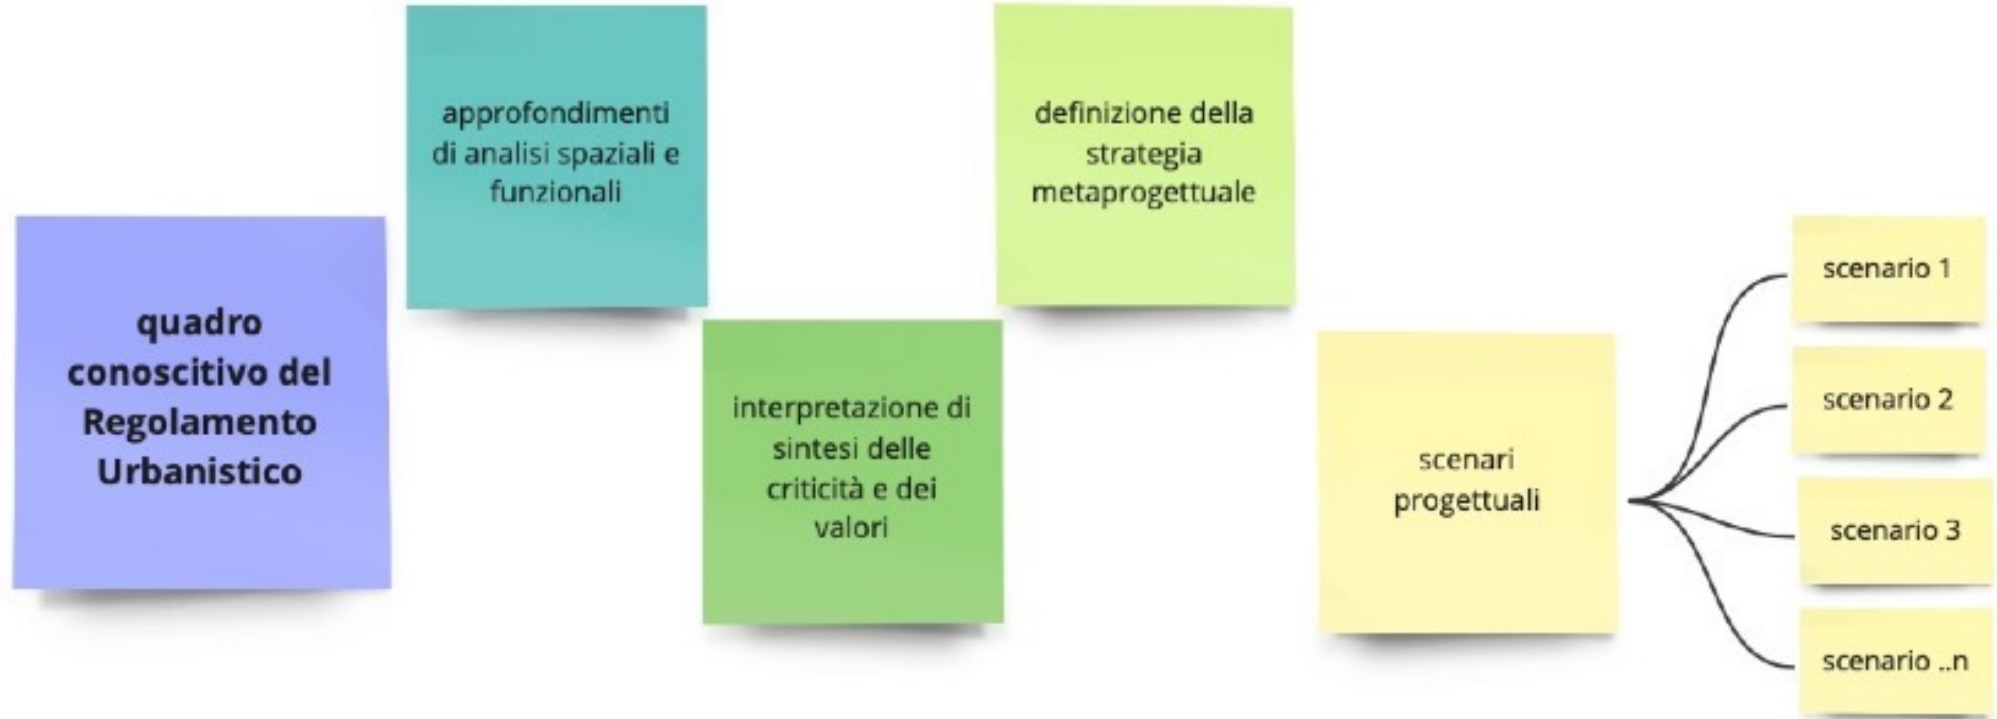 quadro
conoscitivo del
Regolamento
Urbanistico
approfondimenti
di analisi spaziali e
funzionali
interpretazione di
sintesi delle
criticità e dei
valori
definizione della
strategia
metaprogettuale
scenari
progettuali
scenario 1
scenario 2
scenario 3
scenario ..n